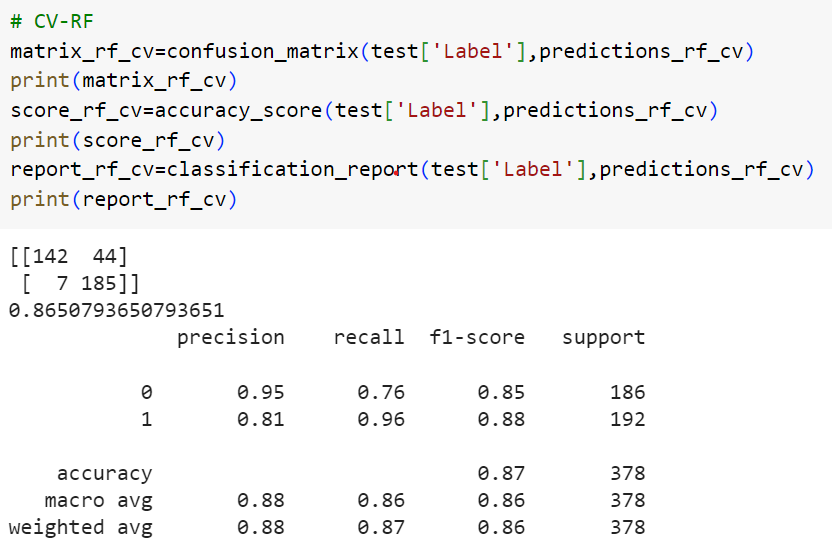 # CV-RF
matrix_rf_cv=confusion_matrix(test['Label'],predictions_rf_cv)
print(matrix_rf_cv)
score_rf_cv=accuracy_score(test['Label'],predictions_rf_cv)
print(score_rf_cv)
report_rf_cv=classification_report(test['Label'],predictions_rf_cv)
print(report_rf_cv)
[[142  44]
 [  7 185]]
0.8650793650793651
              precision    recall  f1-score   support

           0       0.95      0.76      0.85       186
           1       0.81      0.96      0.88       192

    accuracy                           0.87       378
   macro avg       0.88      0.86      0.86       378
weighted avg       0.88      0.87      0.86       378